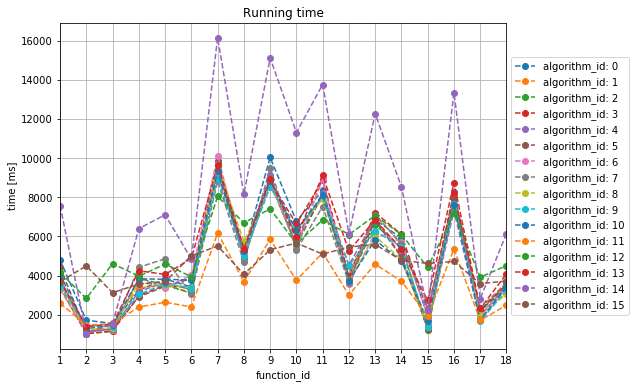 Running time
time [ms]
16000
14000
12000
10000
8000
6000
4000
2000
1 2 3 4 5 6 7 8 9 10 11 12 13 14 15 16 17 18
function_id
algorithm_id: 0
algorithm_id: 1
algorithm_id: 2
algorithm_id: 3
algorithm_id: 4
algorithm_id: 5
algorithm_id: 6
algorithm_id: 7
algorithm_id: 8
algorithm_id: 9
algorithm_id: 10
algorithm_id: 11
algorithm_id: 12
algorithm_id: 13
algorithm_id: 14
algorithm_id: 15